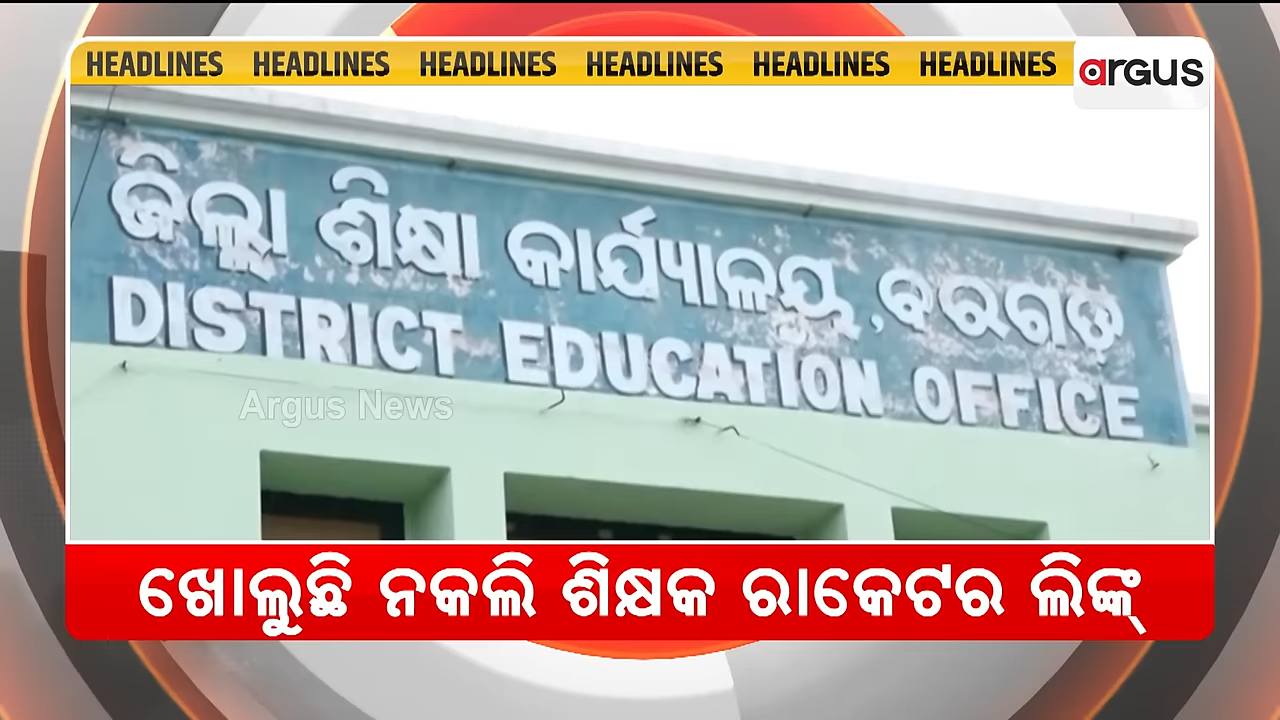 HEADLINES HEADLINES HEADLINES HEADLINES HEADLINES HEADLINES
argus
ଜିଲ୍ଲା ଶିକ୍ଷା କାର୍ଯ୍ୟାଳୟ, ବରଗଡ଼
DISTRICT EDUCATION OFFICE
Argus News
ଖୋଲୁଛି ନକଲି ଶିକ୍ଷକ ରାକେଟର ଲିଙ୍କ୍